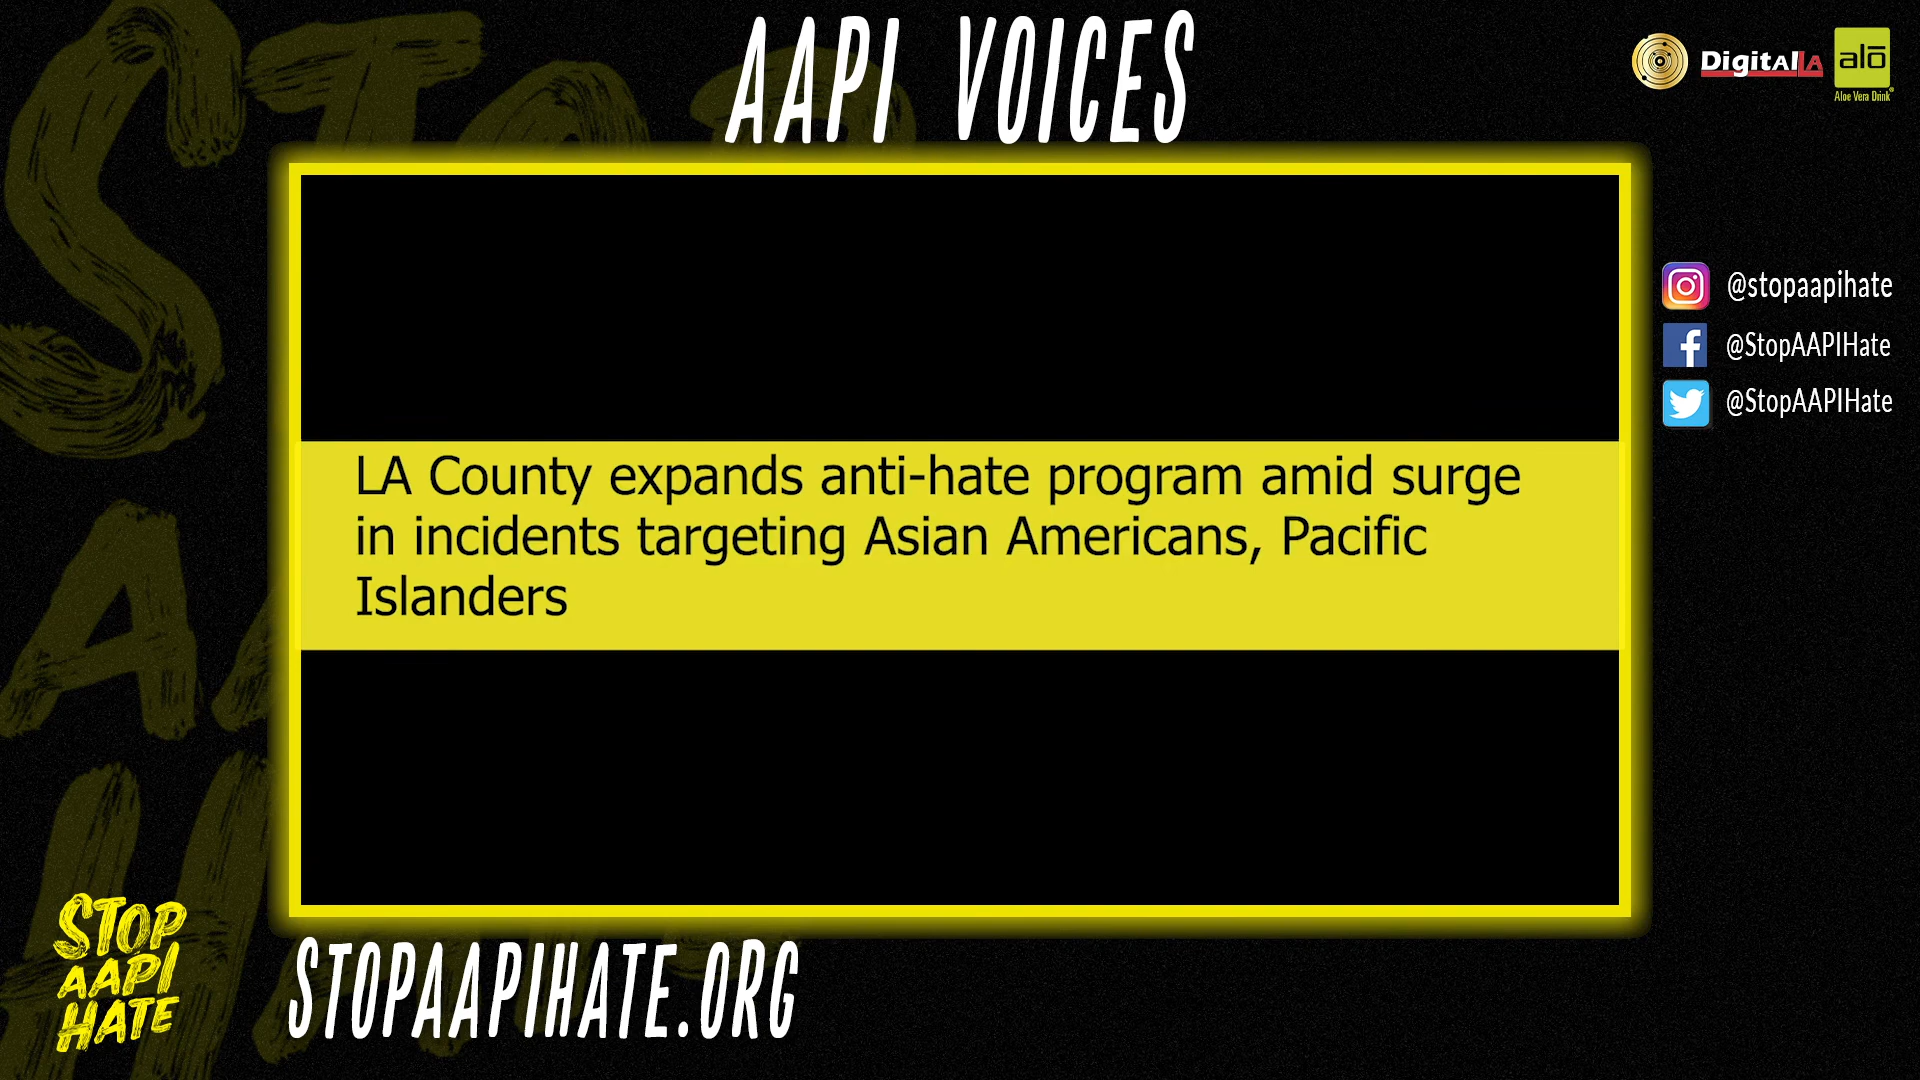 AAPI VOICES
DigitalLA
alō
Aloe Vera Drink®
@stopaapihate
@StopAAPIHate
@StopAAPIHate
LA County expands anti-hate program amid surge
in incidents targeting Asian Americans, Pacific
Islanders
STOP
AAPI
HATE
STOPAAPIHATE.ORG